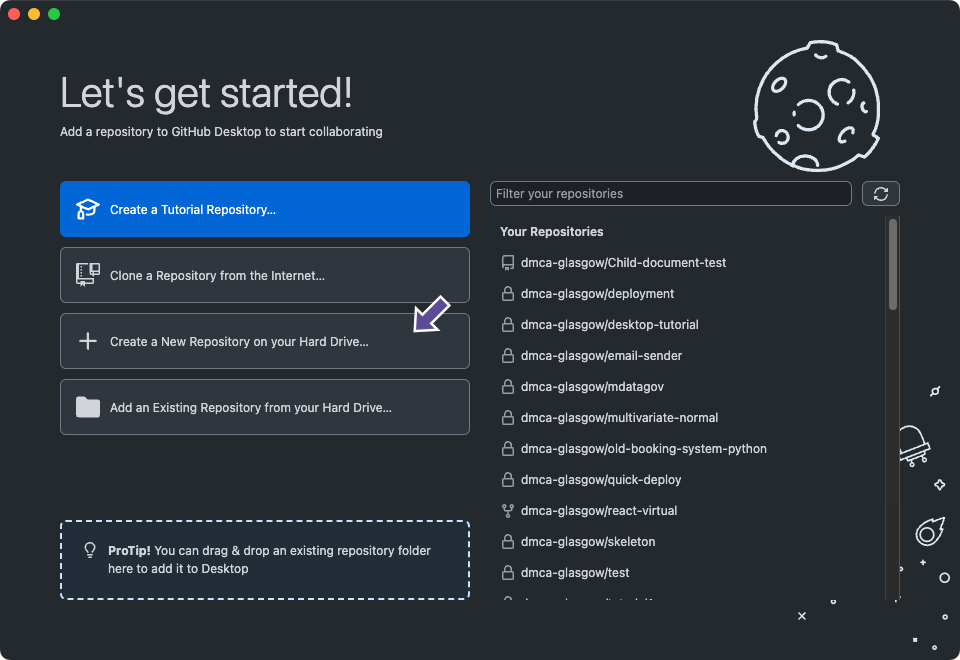 Let's get started!
Add a repository to GitHub Desktop to start collaborating
Create a Tutorial Repository...
Clone a Repository from the Internet...
Create a New Repository on your Hard Drive...
Add an Existing Repository from your Hard Drive...
ProTip! You can drag & drop an existing repository folder
here to add it to Desktop
Filter your repositories
Your Repositories
dmca-glasgow/Child-document-test
dmca-glasgow/deployment
dmca-glasgow/desktop-tutorial
dmca-glasgow/email-sender
dmca-glasgow/mdatagov
dmca-glasgow/multivariate-normal
dmca-glasgow/old-booking-system-python
dmca-glasgow/quick-deploy
dmca-glasgow/react-virtual
dmca-glasgow/skeleton
dmca-glasgow/test